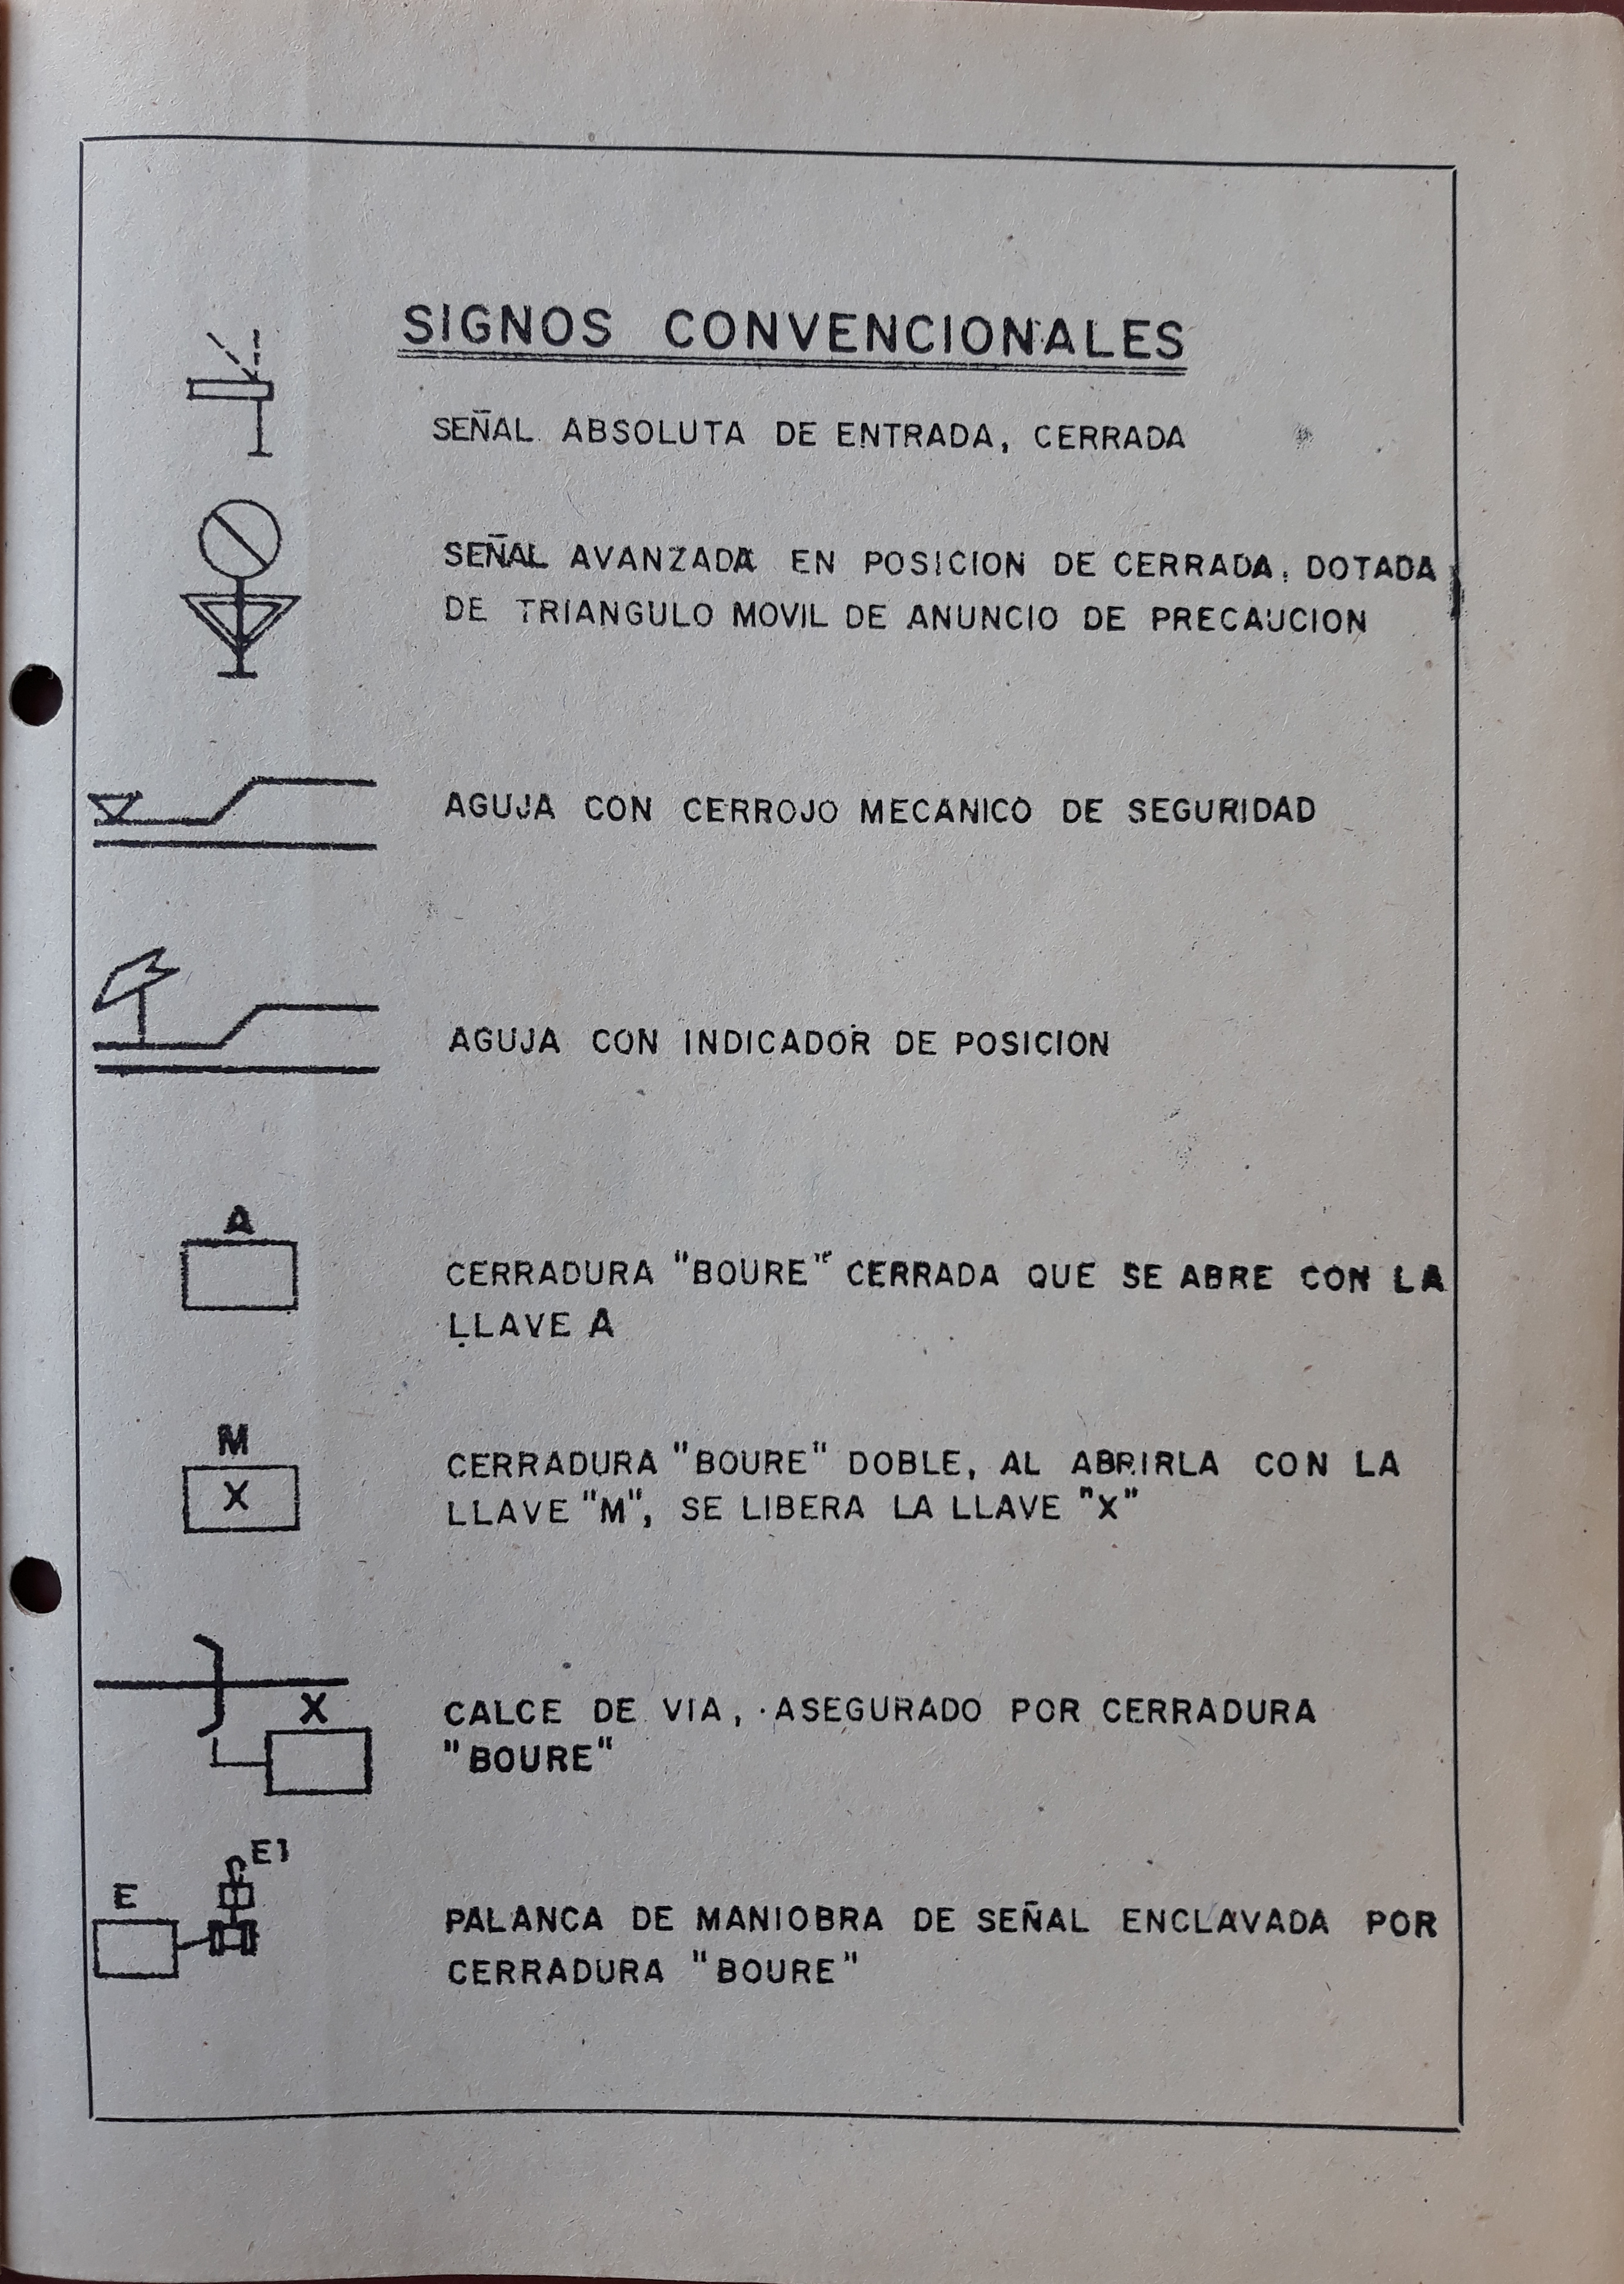 SIGNOS CONVENCIONALES
SEÑAL ABSOLUTA DE ENTRADA, CERRADA
SEÑAL AVANZADA EN POSICION DE CERRADA, DOTADA
DE TRIANGULO MOVIL DE ANUNCIO DE PRECAUCION
AGUJA CON CERROJO MECANICO DE SEGURIDAD
AGUJA CON INDICADOR DE POSICION
A
CERRADURA "BOURE" CERRADA QUE SE ABRE CON LA
LLAVE A
M
X
CERRADURA "BOURE" DOBLE, AL ABRIRLA CON LA
LLAVE "M", SE LIBERA LA LLAVE "X"
X
CALCE DE VIA, ASEGURADO POR CERRADURA
"BOURE"
E1
E
PALANCA DE MANIOBRA DE SEÑAL ENCLAVADA POR
CERRADURA "BOURE"